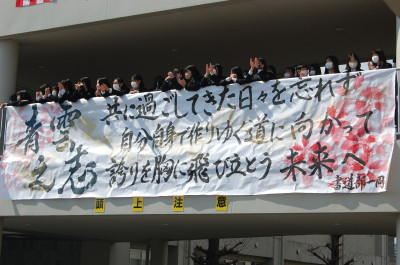 青雲之志
共に過ごしてきた日々を忘れず
自分自身で作りゆく道に向かって
誇りを胸に飛び立とう 未来へ
書道部一同
頭上注意